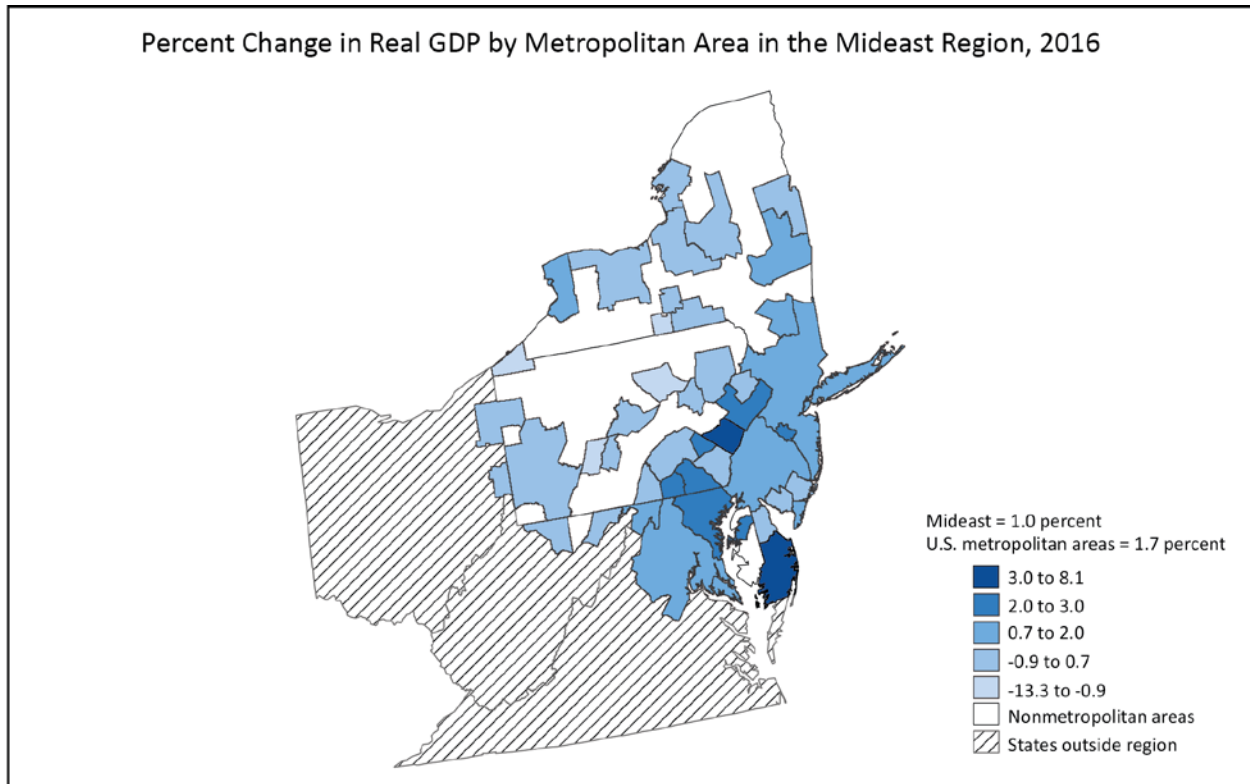 Percent Change in Real GDP by Metropolitan Area in the Mideast Region, 2016
Mideast = 1.0 percent
U.S. metropolitan areas = 1.7 percent
3.0 to 8.1
2.0 to 3.0
0.7 to 2.0
-0.9 to 0.7
-13.3 to -0.9
Nonmetropolitan areas
States outside region